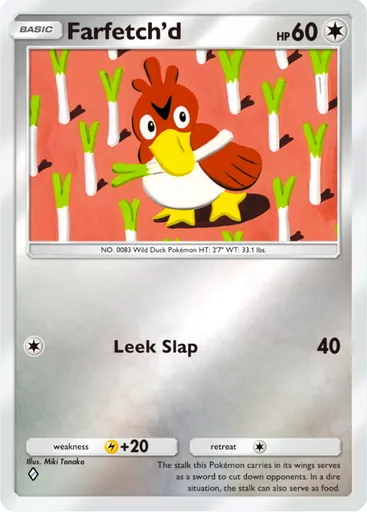 BASIC
Farfetch'd
HP 60
NO. 0083 Wild Duck Pokémon HT: 2'7" WT: 33.1 lbs.
Leek Slap 40
weakness +20 retreat
Illus. Miki Tanaka
The stalk this Pokémon carries in its wings serves
as a sword to cut down opponents. In a dire
situation, the stalk can also serve as food.